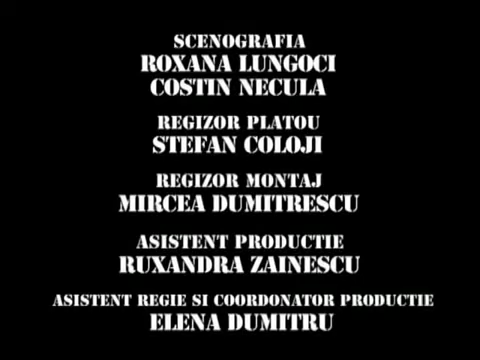 SCENOGRAFIA
ROXANA LUNGOCI
COSTIN NECULA
REGIZOR PLATOU
STEFAN COLOJI
REGIZOR MONTAJ
MIRCEA DUMITRESCU
ASISTENT PRODUCTIE
RUXANDRA ZAINESCU
ASISTENT REGIE SI COORDONATOR PRODUCTIE
ELENA DUMITRU